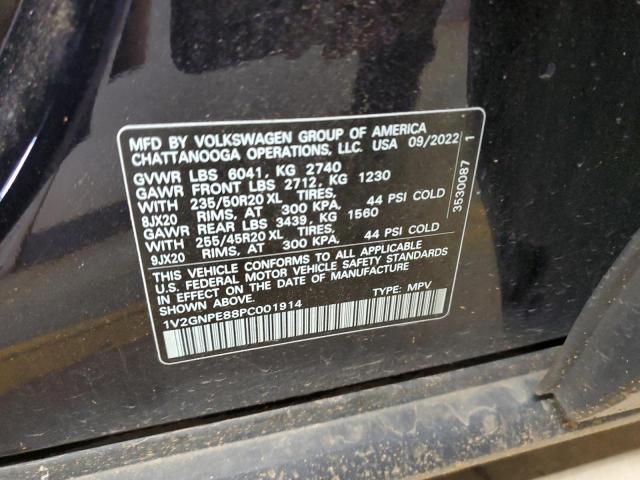 MFD BY VOLKSWAGEN GROUP OF AMERICA
CHATTANOOGA OPERATIONS, LLC. USA 09/2022
GVWR LBS 6041, KG 2740
GAWR FRONT LBS 2712, KG 1230
WITH 235/50R20 XL TIRES,
8JX20 RIMS, AT 300 KPA, 44 PSI COLD
GAWR REAR LBS 3439, KG 1560
WITH 255/45R20 XL TIRES,
9JX20 RIMS, AT 300 KPA, 44 PSI COLD
THIS VEHICLE CONFORMS TO ALL APPLICABLE
U.S. FEDERAL MOTOR VEHICLE SAFETY STANDARDS
IN EFFECT ON THE DATE OF MANUFACTURE
SHOWN ABOVE.
1V2GNPE88PC001914 TYPE: MPV
3530087 1